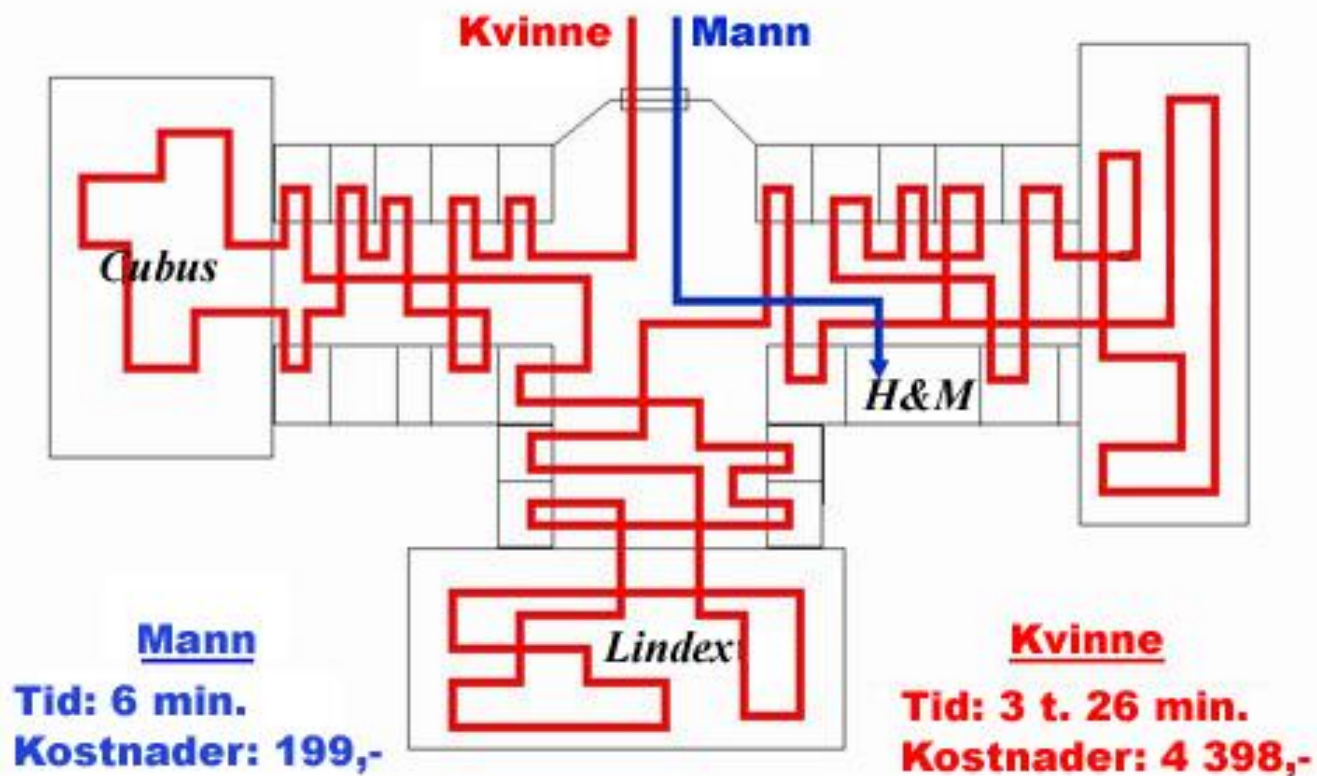 Kvinne
Mann
Cubus
H&M
Lindex
Mann
Tid: 6 min.
Kostnader: 199,-
Kvinne
Tid: 3 t. 26 min.
Kostnader: 4 398,-